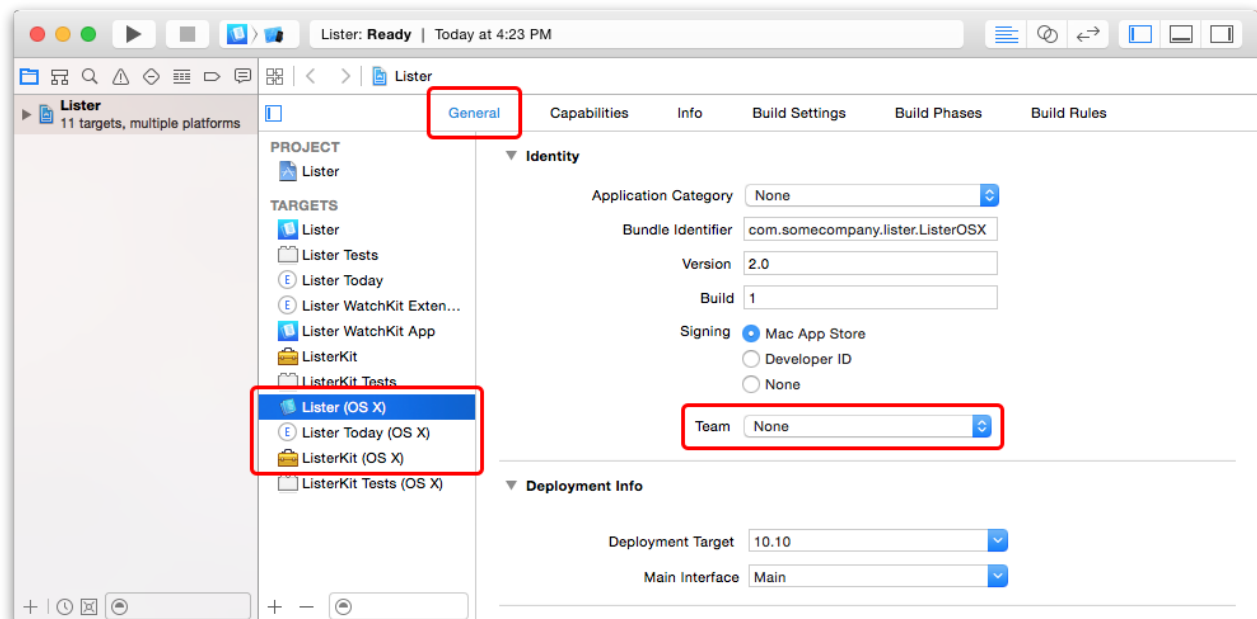 Lister: Ready | Today at 4:23 PM
Lister
Lister
11 targets, multiple platforms
General Capabilities Info Build Settings Build Phases Build Rules
PROJECT
Lister
TARGETS
Lister
Lister Tests
E Lister Today
E Lister WatchKit Exten...
Lister WatchKit App
ListerKit
ListerKit Tests
Lister (OS X)
E Lister Today (OS X)
ListerKit (OS X)
ListerKit Tests (OS X)
Identity
Application Category None
Bundle Identifier com.somecompany.lister.ListerOSX
Version 2.0
Build 1
Signing Mac App Store
Developer ID
None
Team None
Deployment Info
Deployment Target 10.10
Main Interface Main